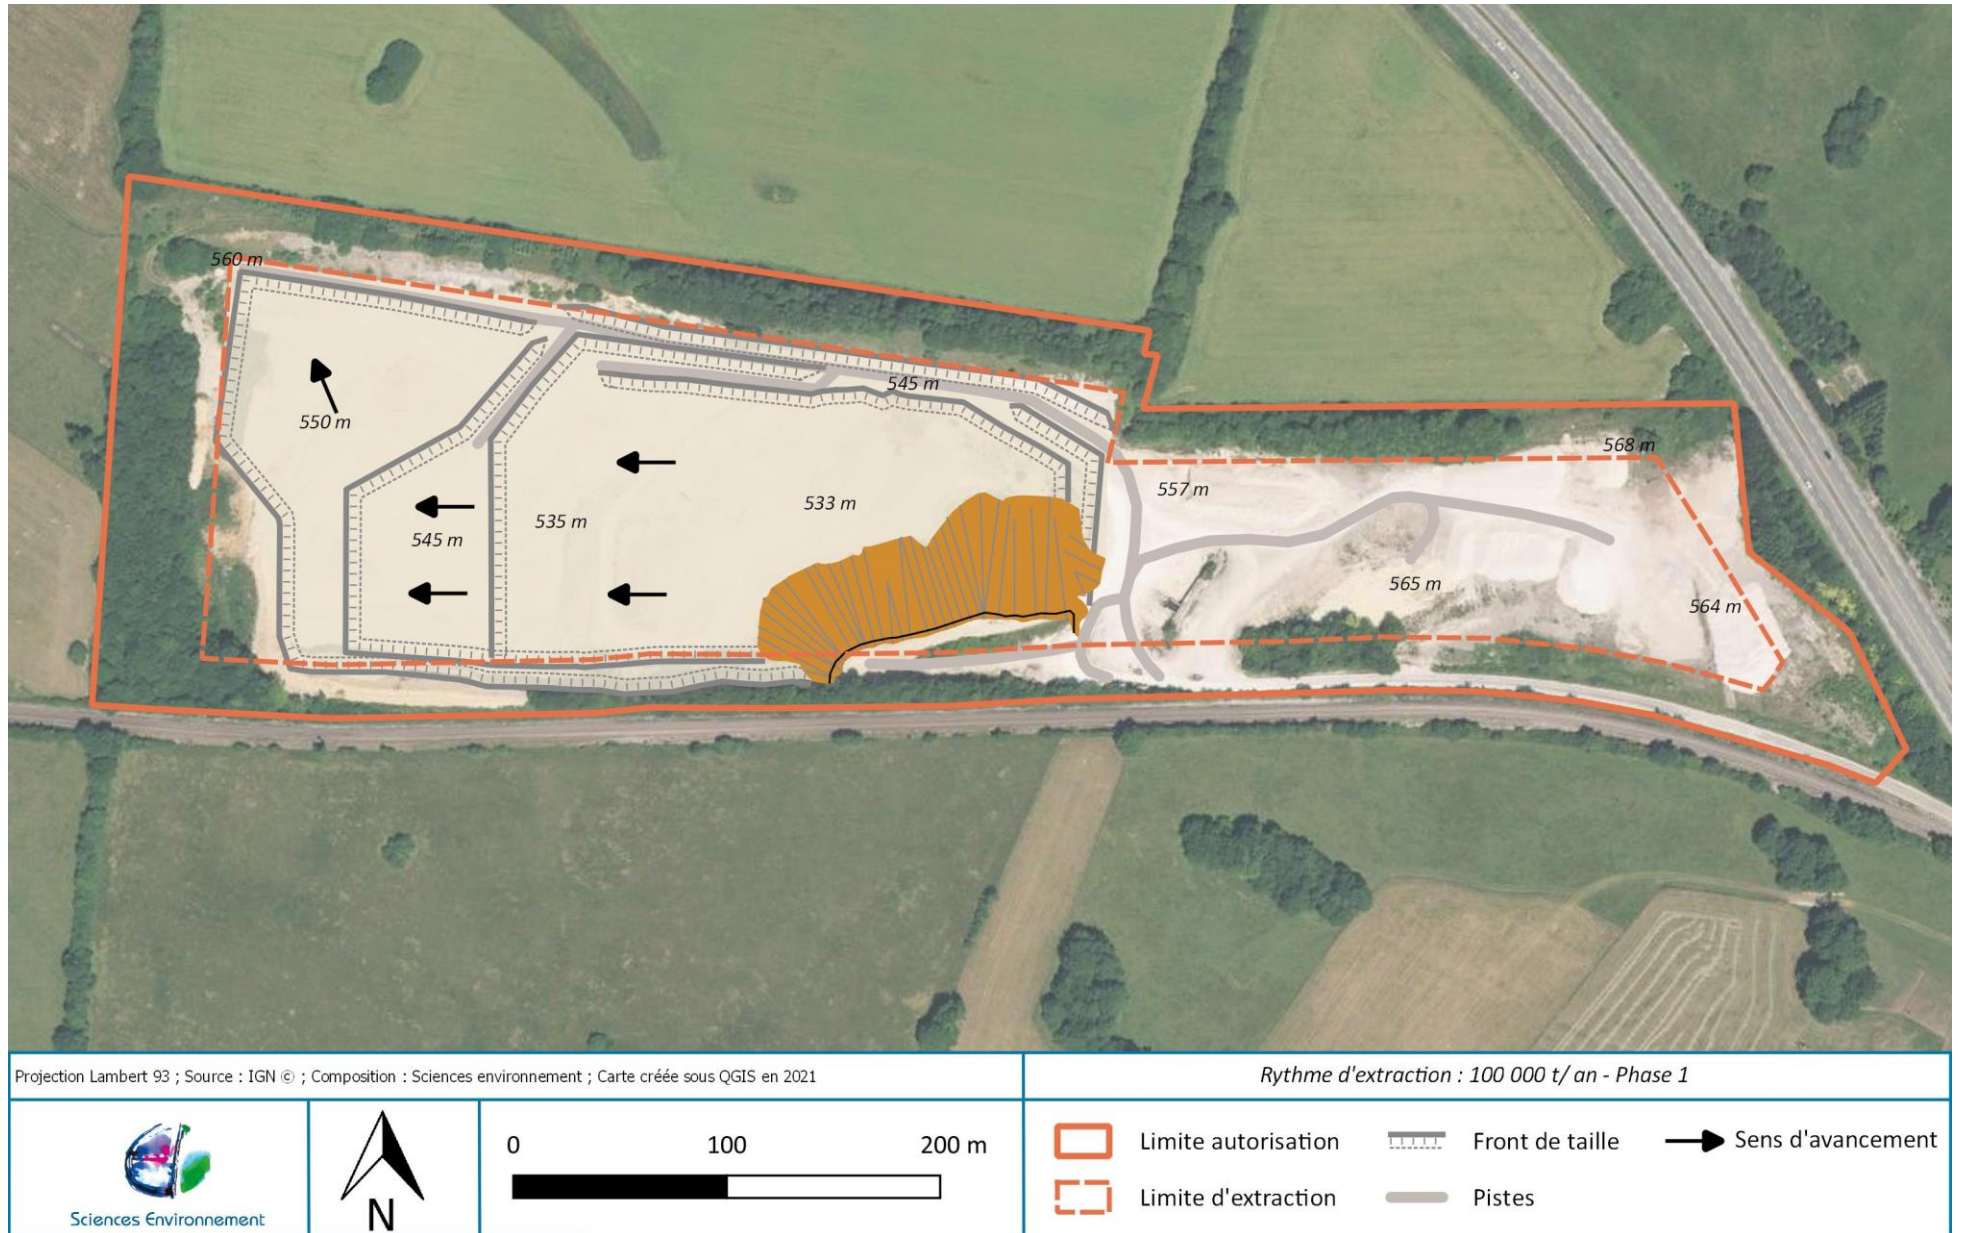 560 m
545 m
550 m
568 m
557 m
533 m
535 m
545 m
565 m
564 m
Projection Lambert 93 ; Source : IGN © ; Composition : Sciences environnement ; Carte créée sous QGIS en 2021
Rythme d'extraction : 100 000 t/ an - Phase 1
Sciences Environnement
N
0 100 200 m
Limite autorisation
Front de taille
Sens d'avancement
Limite d'extraction
Pistes